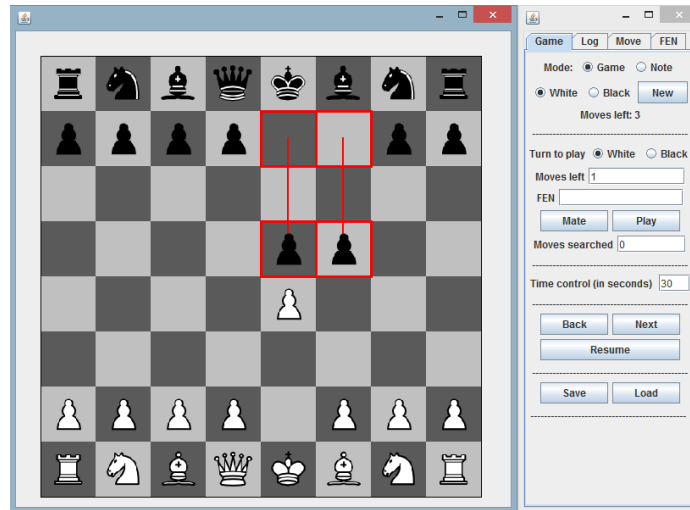 Game Log Move FEN
Mode: Game Note
White Black New
Moves left: 3
Turn to play White Black
Moves left 1
FEN
Mate Play
Moves searched 0
Time control (in seconds) 30
Back Next
Resume
Save Load